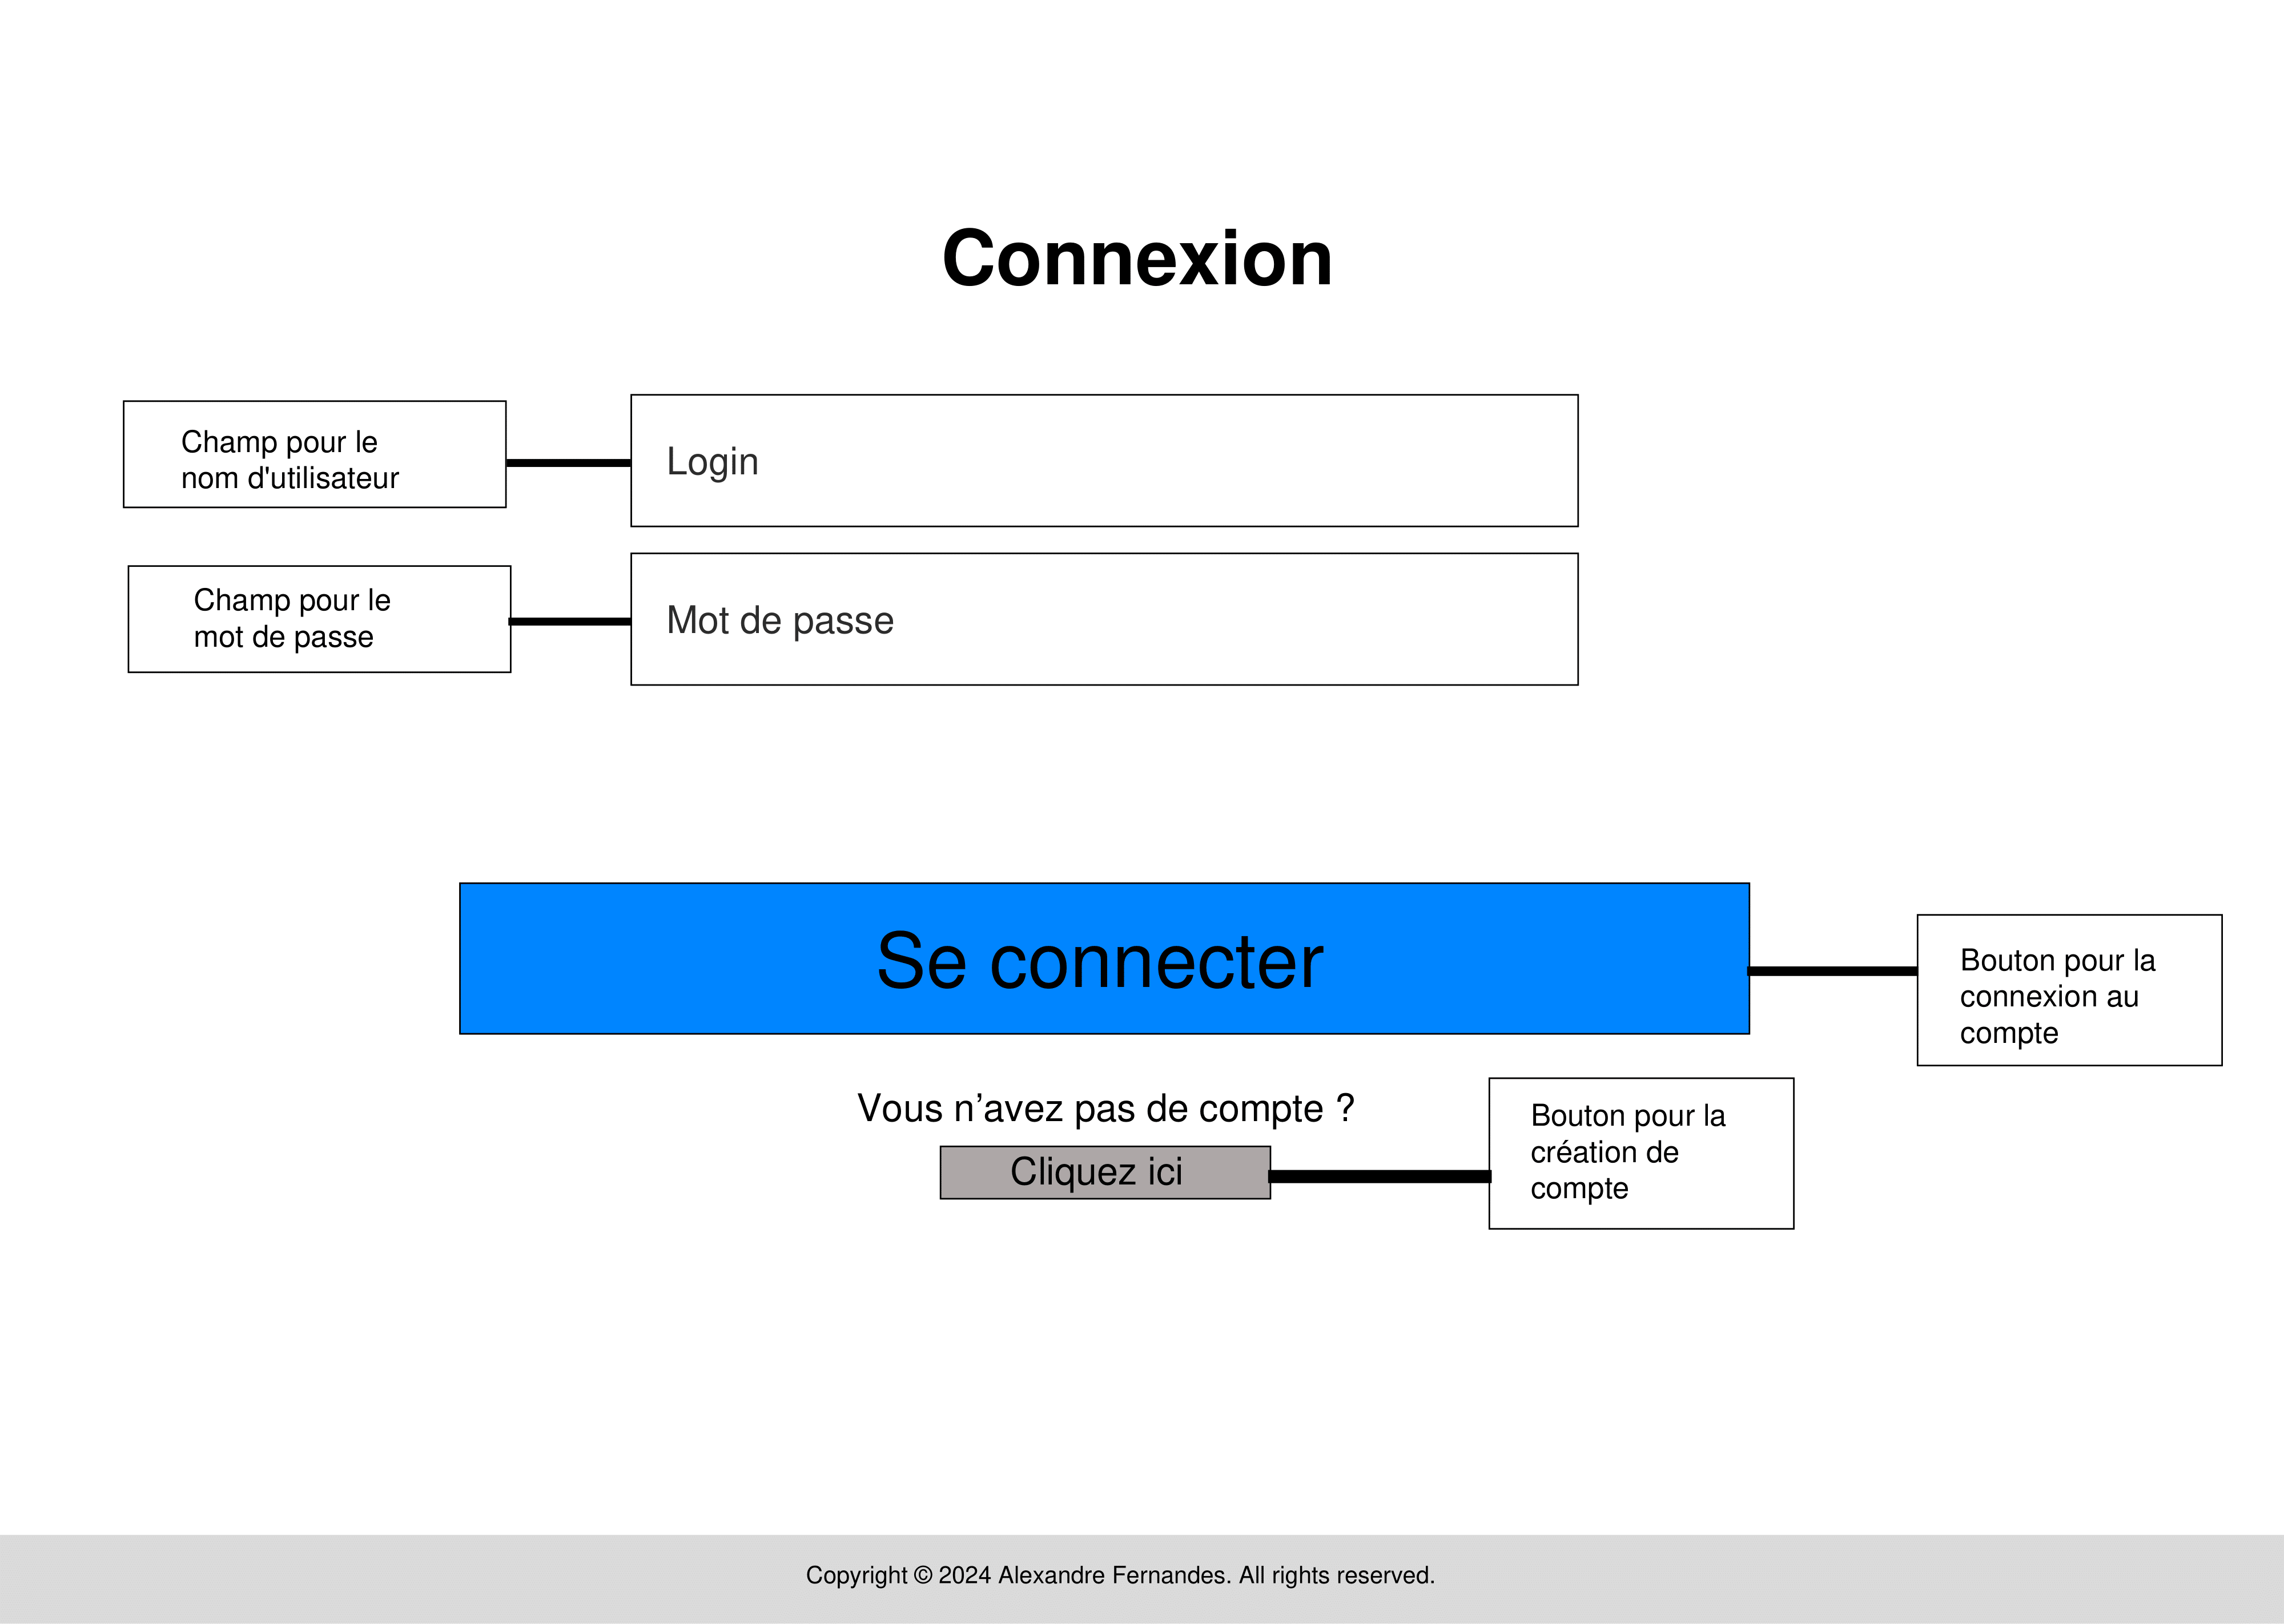 Connexion
Champ pour le
nom d'utilisateur
Login
Champ pour le
mot de passe
Mot de passe
Se connecter
Bouton pour la
connexion au
compte
Vous n’avez pas de compte ?
Cliquez ici
Bouton pour la
création de
compte
Copyright © 2024 Alexandre Fernandes. All rights reserved.